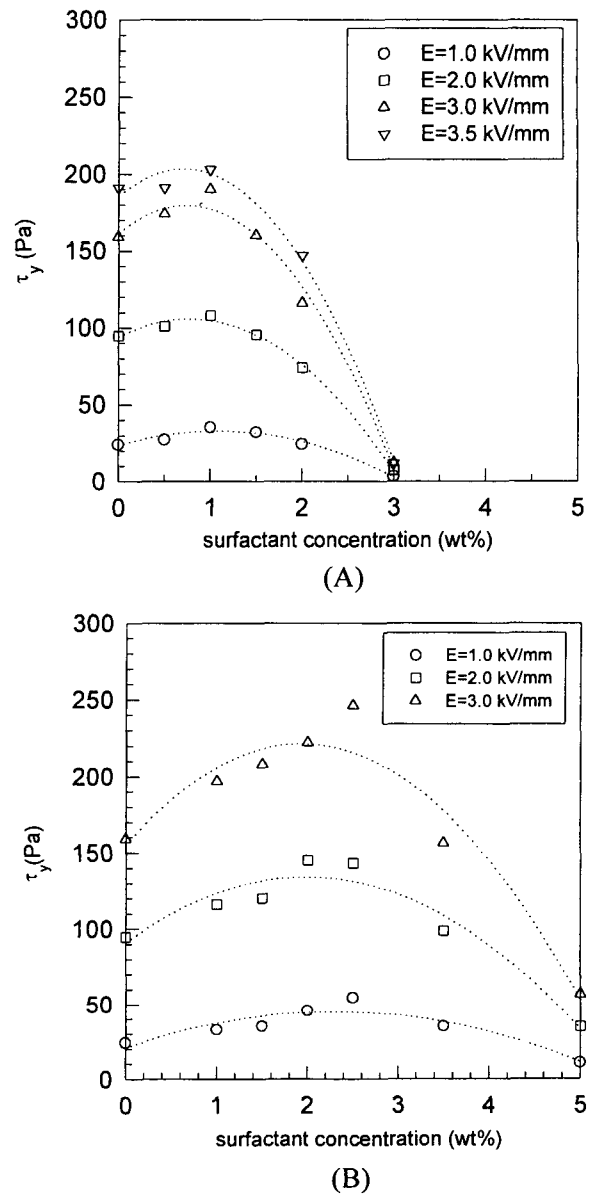 300
250
200
150
100
50
0
τy (Pa)
E=1.0 kV/mm
E=2.0 kV/mm
E=3.0 kV/mm
E=3.5 kV/mm
0 1 2 3 4 5
surfactant concentration (wt%)
(A)
300
250
200
150
100
50
0
τy(Pa)
E=1.0 kV/mm
E=2.0 kV/mm
E=3.0 kV/mm
0 1 2 3 4 5
surfactant concentration (wt%)
(B)